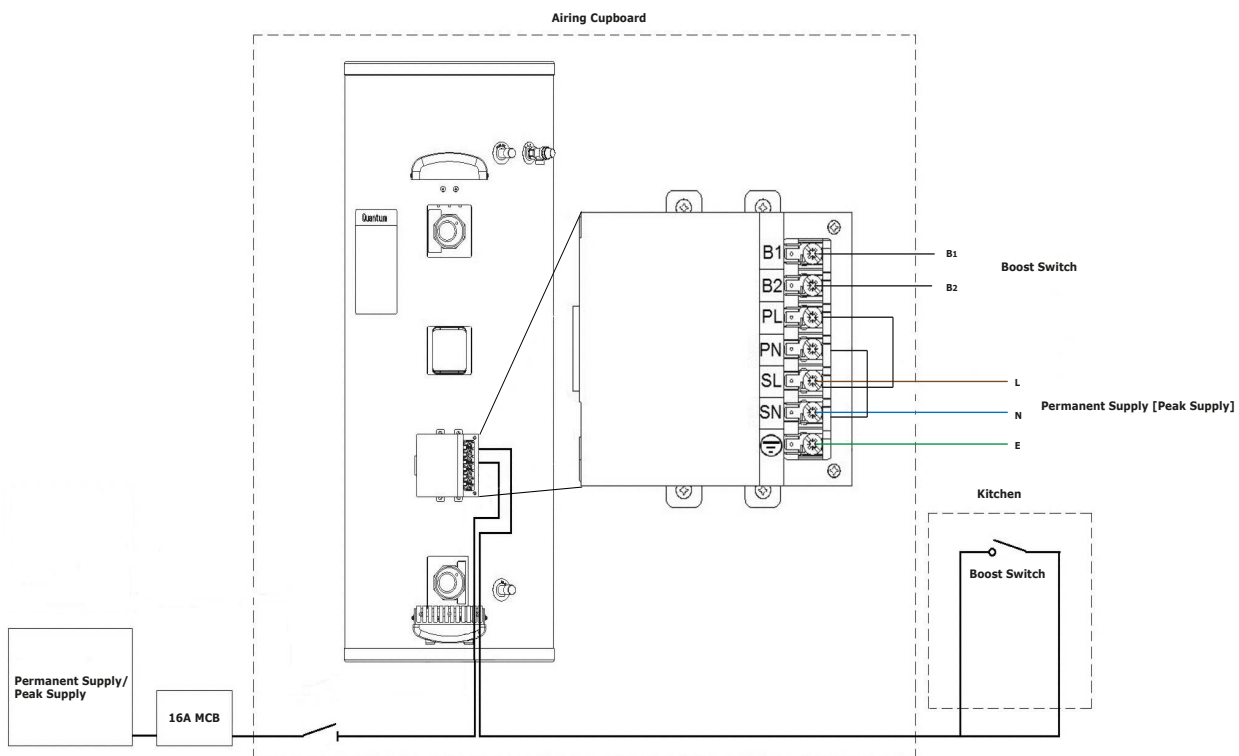 Airing Cupboard
Quantum
B1
B2
PL
PN
SL
SN
B1
Boost Switch
B2
L
Permanent Supply [Peak Supply]
N
E
Kitchen
Boost Switch
Permanent Supply/
Peak Supply
16A MCB